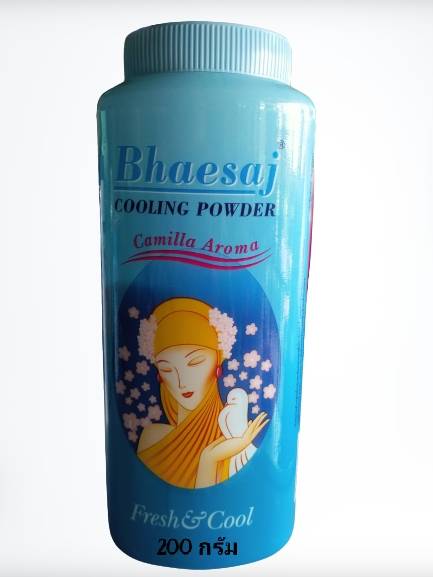 Bhaesaj®
COOLING POWDER
Camilla Aroma
Fresh & Cool
200 กรัม